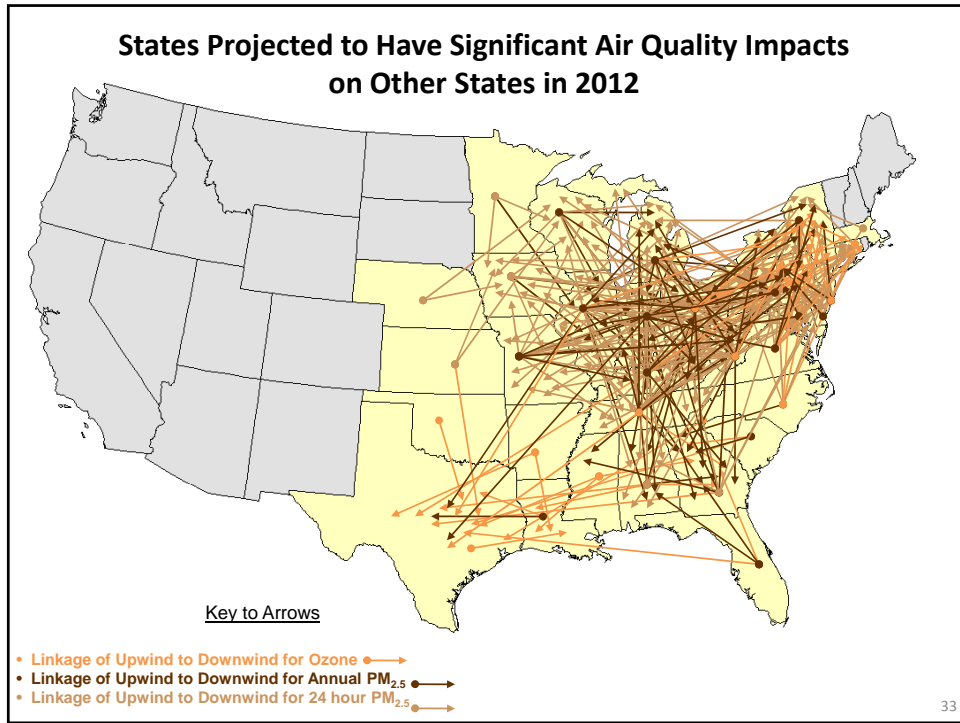 States Projected to Have Significant Air Quality Impacts
on Other States in 2012
Key to Arrows
• Linkage of Upwind to Downwind for Ozone
• Linkage of Upwind to Downwind for Annual PM2.5
• Linkage of Upwind to Downwind for 24 hour PM2.5
33